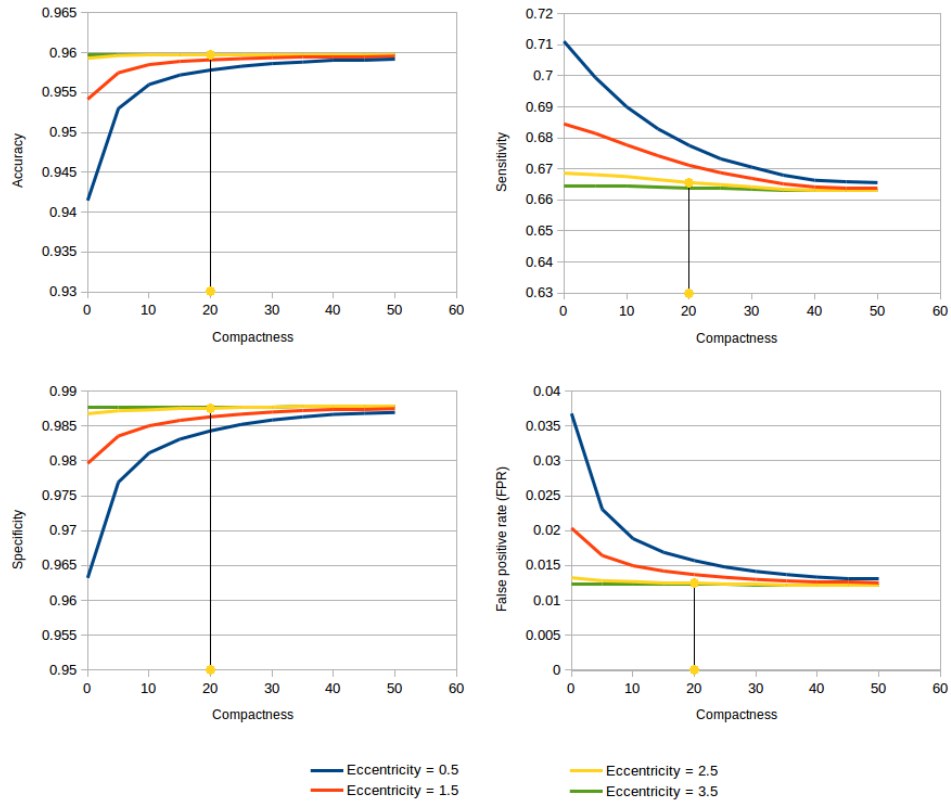 0.965
0.96
0.955
0.95
0.945
0.94
0.935
0.93
0 10 20 30 40 50 60
Accuracy
Compactness
0.72
0.71
0.7
0.69
0.68
0.67
0.66
0.65
0.64
0.63
0 10 20 30 40 50 60
Sensitivity
Compactness
0.99
0.985
0.98
0.975
0.97
0.965
0.96
0.955
0.95
0 10 20 30 40 50 60
Specificity
Compactness
0.04
0.035
0.03
0.025
0.02
0.015
0.01
0.005
0
0 10 20 30 40 50 60
False positive rate (FPR)
Compactness
Eccentricity = 0.5
Eccentricity = 2.5
Eccentricity = 1.5
Eccentricity = 3.5